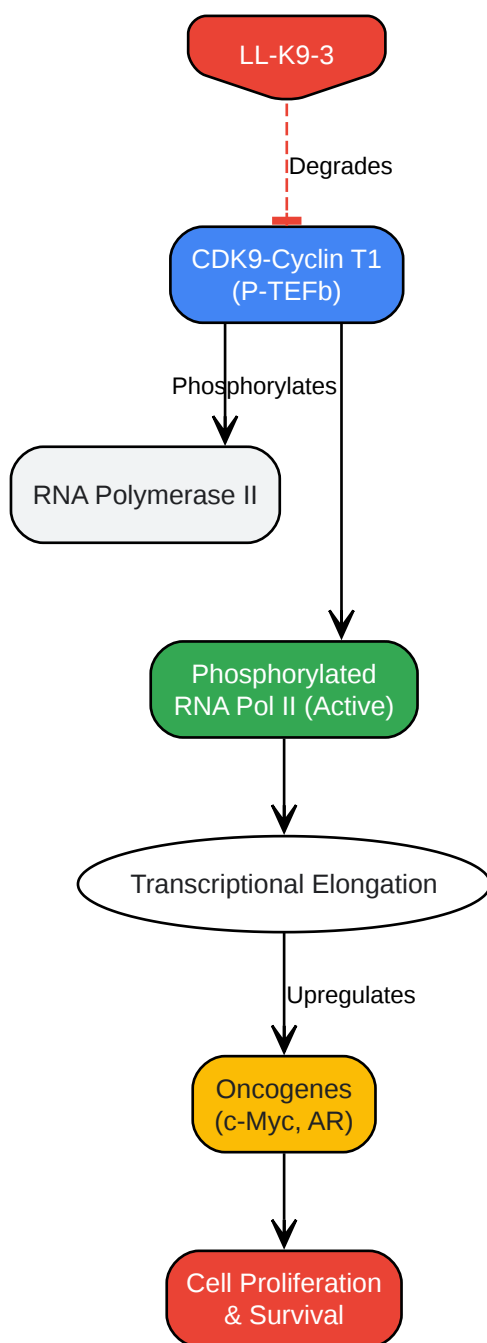 LL-K9-3
Degrades
CDK9-Cyclin T1
(P-TEFb)
Phosphorylates
RNA Polymerase II
Phosphorylated
RNA Pol II (Active)
Transcriptional Elongation
Upregulates
Oncogenes
(c-Myc, AR)
Cell Proliferation
& Survival